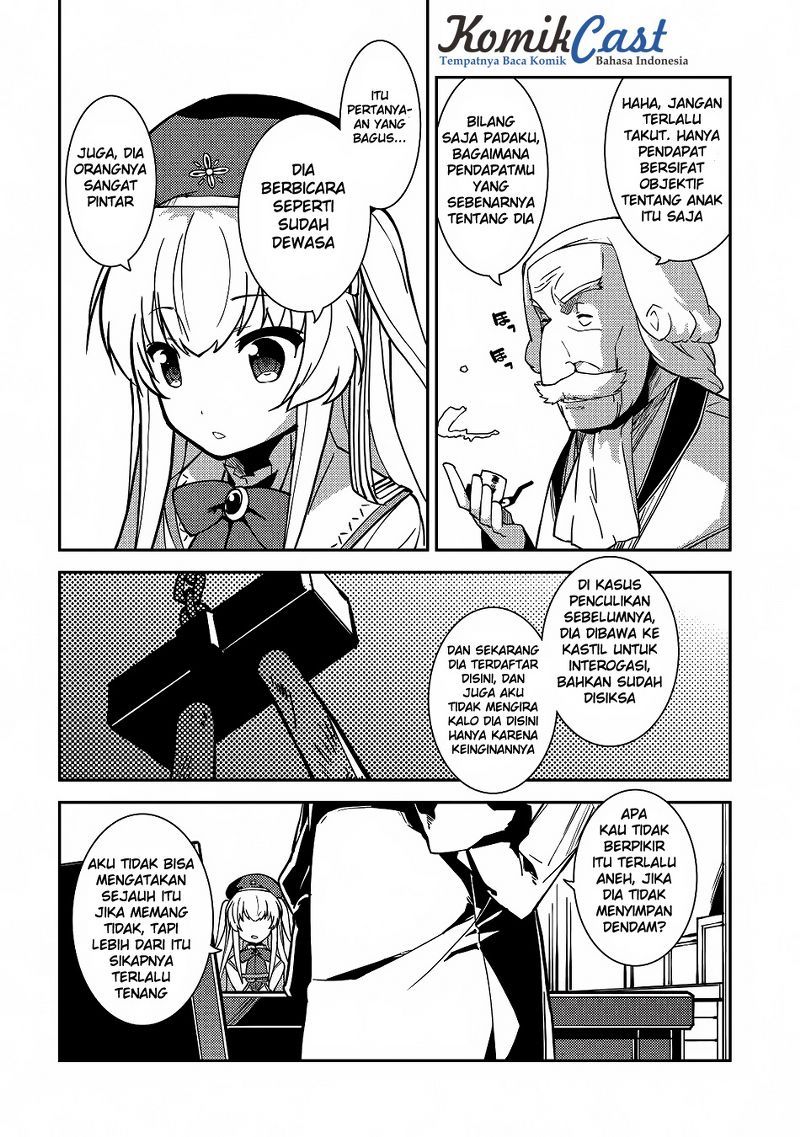 KomikCast
Tempatnya Baca Komik Bahasa Indonesia
HAHA, JANGAN
TERLALU
TAKUT. HANYA
PENDAPAT
BERSIFAT
OBJEKTIF
TENTANG ANAK
ITU SAJA
BILANG
SAJA PADAKU,
BAGAIMANA
PENDAPATMU
YANG
SEBENARNYA
TENTANG DIA
ほっ
ほっ
ITU
PERTANYA-
AN YANG
BAGUS...
DIA
BERBICARA
SEPERTI
SUDAH
DEWASA
JUGA, DIA
ORANGNYA
SANGAT
PINTAR
DI KASUS
PENCULIKAN
SEBELUMNYA,
DIA DIBAWA KE
KASTIL UNTUK
INTEROGASI,
BAHKAN SUDAH
DISIKSA
DAN SEKARANG
DIA TERDAFTAR
DISINI, DAN
JUGA AKU
TIDAK MENGIRA
KALO DIA DISINI
HANYA KARENA
KEINGINANNYA
APA
KAU TIDAK
BERPIKIR
ITU TERLALU
ANEH, JIKA
DIA TIDAK
MENYIMPAN
DENDAM?
AKU TIDAK BISA
MENGATAKAN
SEJAUH ITU
JIKA MEMANG
TIDAK, TAPI
LEBIH DARI ITU
SIKAPNYA
TERLALU
TENANG